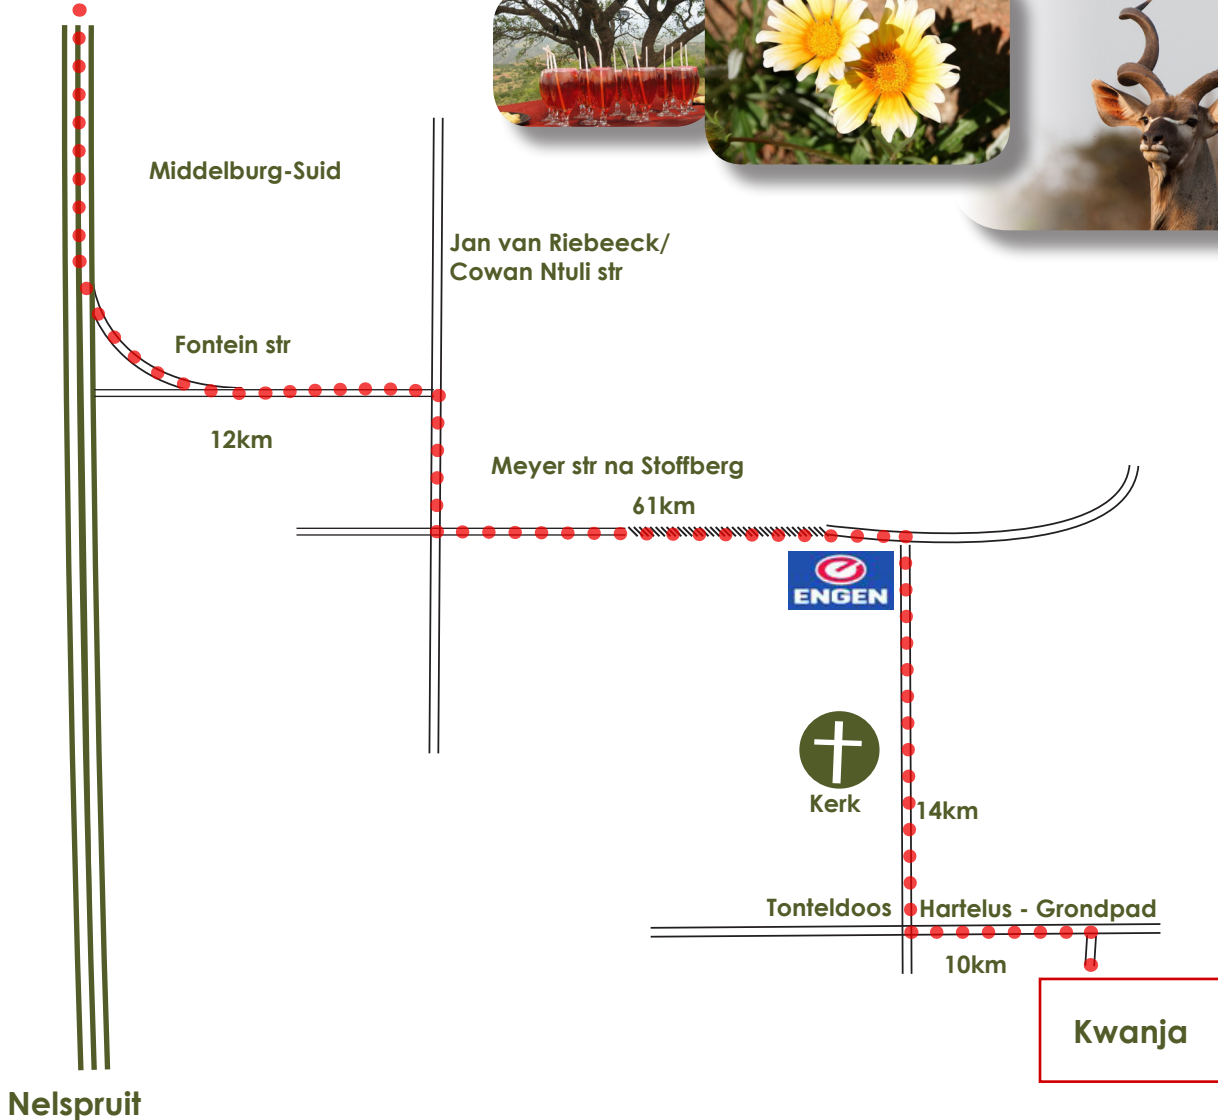 Middelburg-Suid
Jan van Riebeeck/
Cowan Ntuli str
Fontein str
12km
Meyer str na Stoffberg
61km
e
ENGEN
Kerk
14km
Tonteldoos
Hartelus - Grondpad
10km
Kwanja
Nelspruit